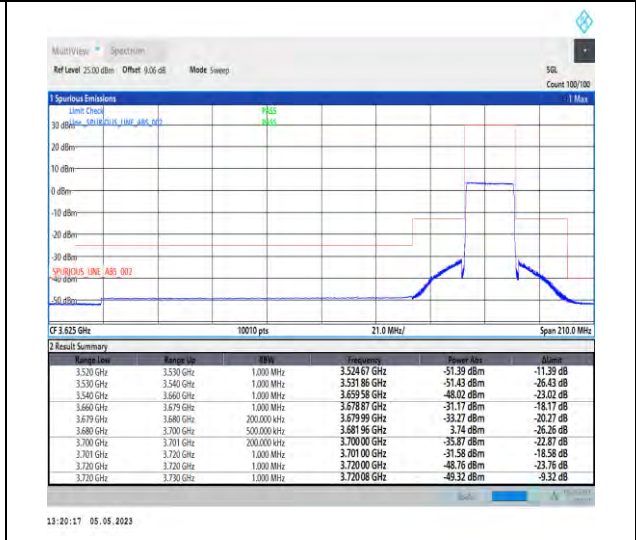 MultiView Spectrum
Ref Level 25.00 dBm Offset 9.06 dB Mode Sweep SGL
Count 100/100
1 Spurious Emissions 1 Max
Limit Check PASS
30 dBm Line _SPURIOUS_LINE_ABS_002 PASS
20 dBm
10 dBm
0 dBm
-10 dBm
-20 dBm
-30 dBm
SPURIOUS_LINE_ABS_002
-40 dBm
-50 dBm
CF 3.625 GHz 10010 pts 21.0 MHz/ Span 210.0 MHz
2 Result Summary
Range Low Range Up RBW Frequency Power Abs ΔLimit
3.520 GHz 3.530 GHz 1.000 MHz 3.524 67 GHz -51.39 dBm -11.39 dB
3.530 GHz 3.540 GHz 1.000 MHz 3.531 86 GHz -51.43 dBm -26.43 dB
3.540 GHz 3.660 GHz 1.000 MHz 3.659 58 GHz -48.02 dBm -23.02 dB
3.660 GHz 3.679 GHz 1.000 MHz 3.678 87 GHz -31.17 dBm -18.17 dB
3.679 GHz 3.680 GHz 200.000 kHz 3.679 99 GHz -33.27 dBm -20.27 dB
3.680 GHz 3.700 GHz 500.000 kHz 3.681 96 GHz 3.74 dBm -26.26 dB
3.700 GHz 3.701 GHz 200.000 kHz 3.700 00 GHz -35.87 dBm -22.87 dB
3.701 GHz 3.720 GHz 1.000 MHz 3.701 00 GHz -31.58 dBm -18.58 dB
3.720 GHz 3.720 GHz 1.000 MHz 3.720 00 GHz -48.76 dBm -23.76 dB
3.720 GHz 3.730 GHz 1.000 MHz 3.720 08 GHz -49.32 dBm -9.32 dB
13:20:17 05.05.2023